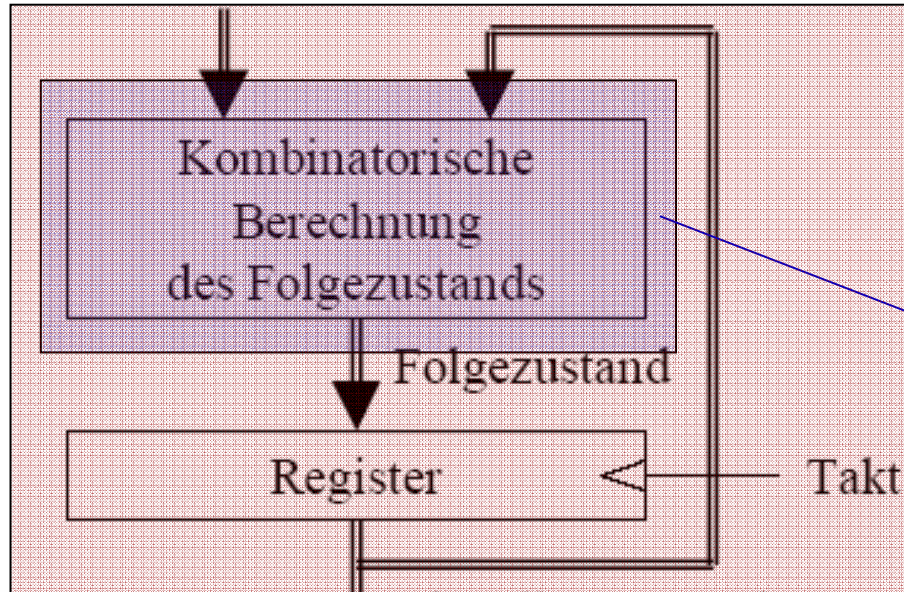 Kombinatorische
Berechnung
des Folgezustands
Folgezustand
Register
Takt